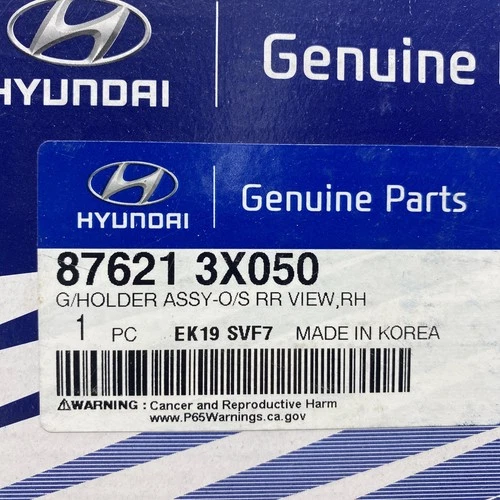 Genuine
HYUNDAI
HYUNDAI
Genuine Parts
87621 3X050
G/HOLDER ASSY-O/S RR VIEW,RH
1 PC EK19 SVF7 MADE IN KOREA
⚠WARNING : Cancer and Reproductive Harm
www.P65Warnings.ca.gov